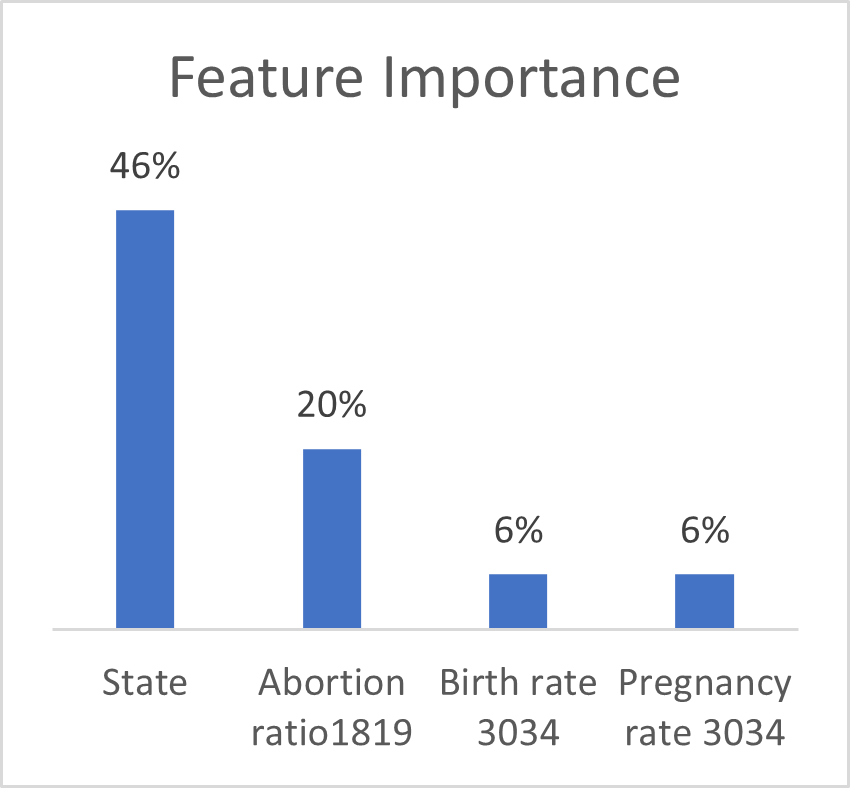 Feature Importance
46%
20%
6%
6%
State
Abortion
ratio1819
Birth rate
3034
Pregnancy
rate 3034